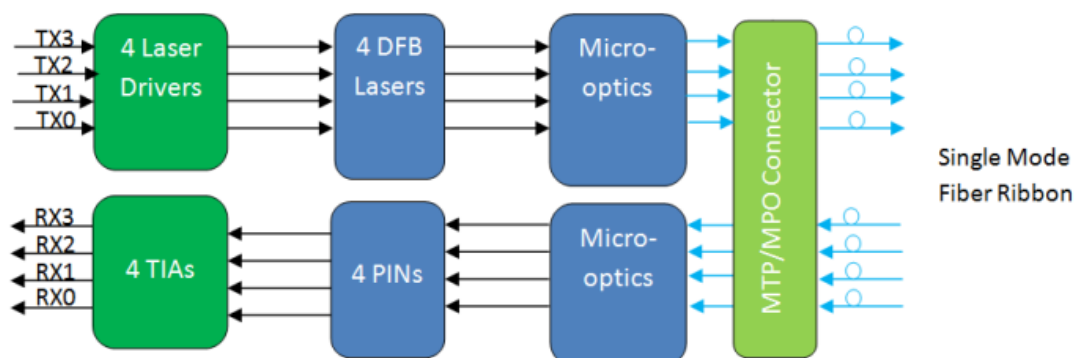 TX3
TX2
TX1
TX0
4 Laser
Drivers
4 DFB
Lasers
Micro-
optics
MTP/MPO Connector
Single Mode
Fiber Ribbon
RX3
RX2
RX1
RX0
4 TIAs
4 PINs
Micro-
optics